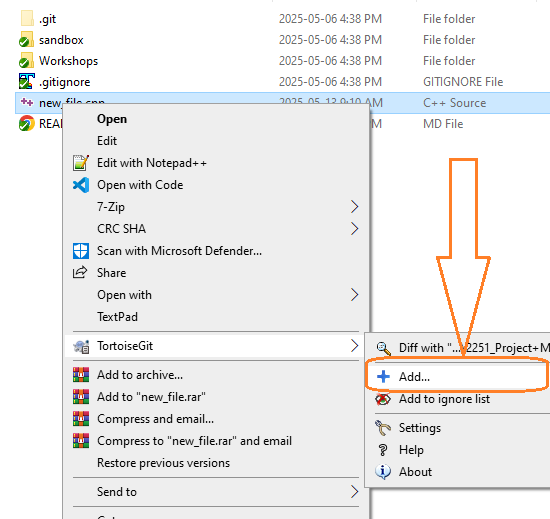 .git 2025-05-06 4:38 PM File folder
sandbox 2025-05-06 4:38 PM File folder
Workshops 2025-05-06 4:38 PM File folder
.gitignore 2025-05-06 4:38 PM GITIGNORE File
new_file.cpp 2025-05-13 9:10 AM C++ Source
REA PM MD File
Open
Edit
Edit with Notepad++
Open with Code
7-Zip
CRC SHA
Scan with Microsoft Defender...
Share
Open with
TextPad
TortoiseGit
Add to archive...
Add to "new_file.rar"
Compress and email...
Compress to "new_file.rar" and email
Restore previous versions
Send to
Diff with "... 2251_Project+M
Add...
Add to ignore list
Settings
Help
About